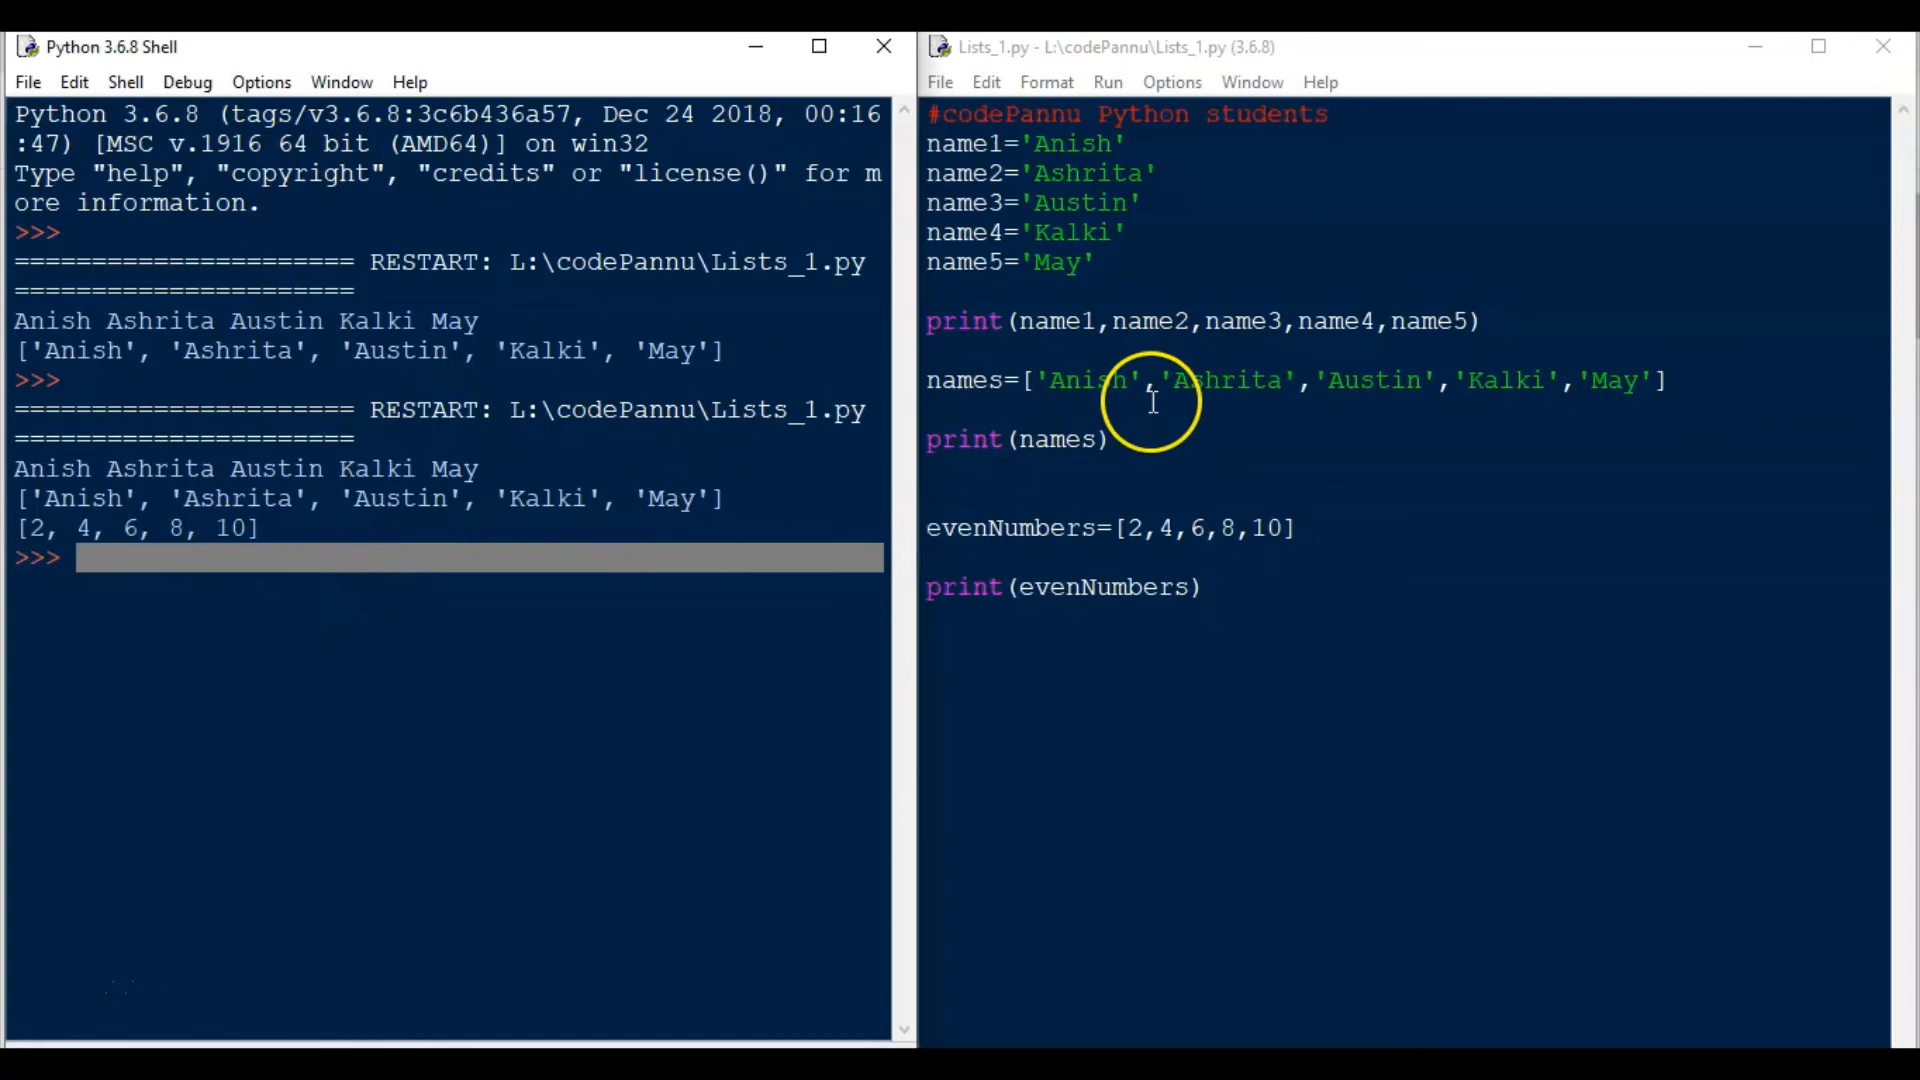 Python 3.6.8 Shell
File Edit Shell Debug Options Window Help
Python 3.6.8 (tags/v3.6.8:3c6b436a57, Dec 24 2018, 00:16
:47) [MSC v.1916 64 bit (AMD64)] on win32
Type "help", "copyright", "credits" or "license()" for m
ore information.
>>>
====================== RESTART: L:\codePannu\Lists_1.py
======================
Anish Ashrita Austin Kalki May
['Anish', 'Ashrita', 'Austin', 'Kalki', 'May']
>>>
====================== RESTART: L:\codePannu\Lists_1.py
======================
Anish Ashrita Austin Kalki May
['Anish', 'Ashrita', 'Austin', 'Kalki', 'May']
[2, 4, 6, 8, 10]
>>>
Lists_1.py - L:\codePannu\Lists_1.py (3.6.8)
File Edit Format Run Options Window Help
#codePannu Python students
name1='Anish'
name2='Ashrita'
name3='Austin'
name4='Kalki'
name5='May'
print(name1,name2,name3,name4,name5)
names=['Anish','Ashrita','Austin','Kalki','May']
print(names)
evenNumbers=[2,4,6,8,10]
print(evenNumbers)